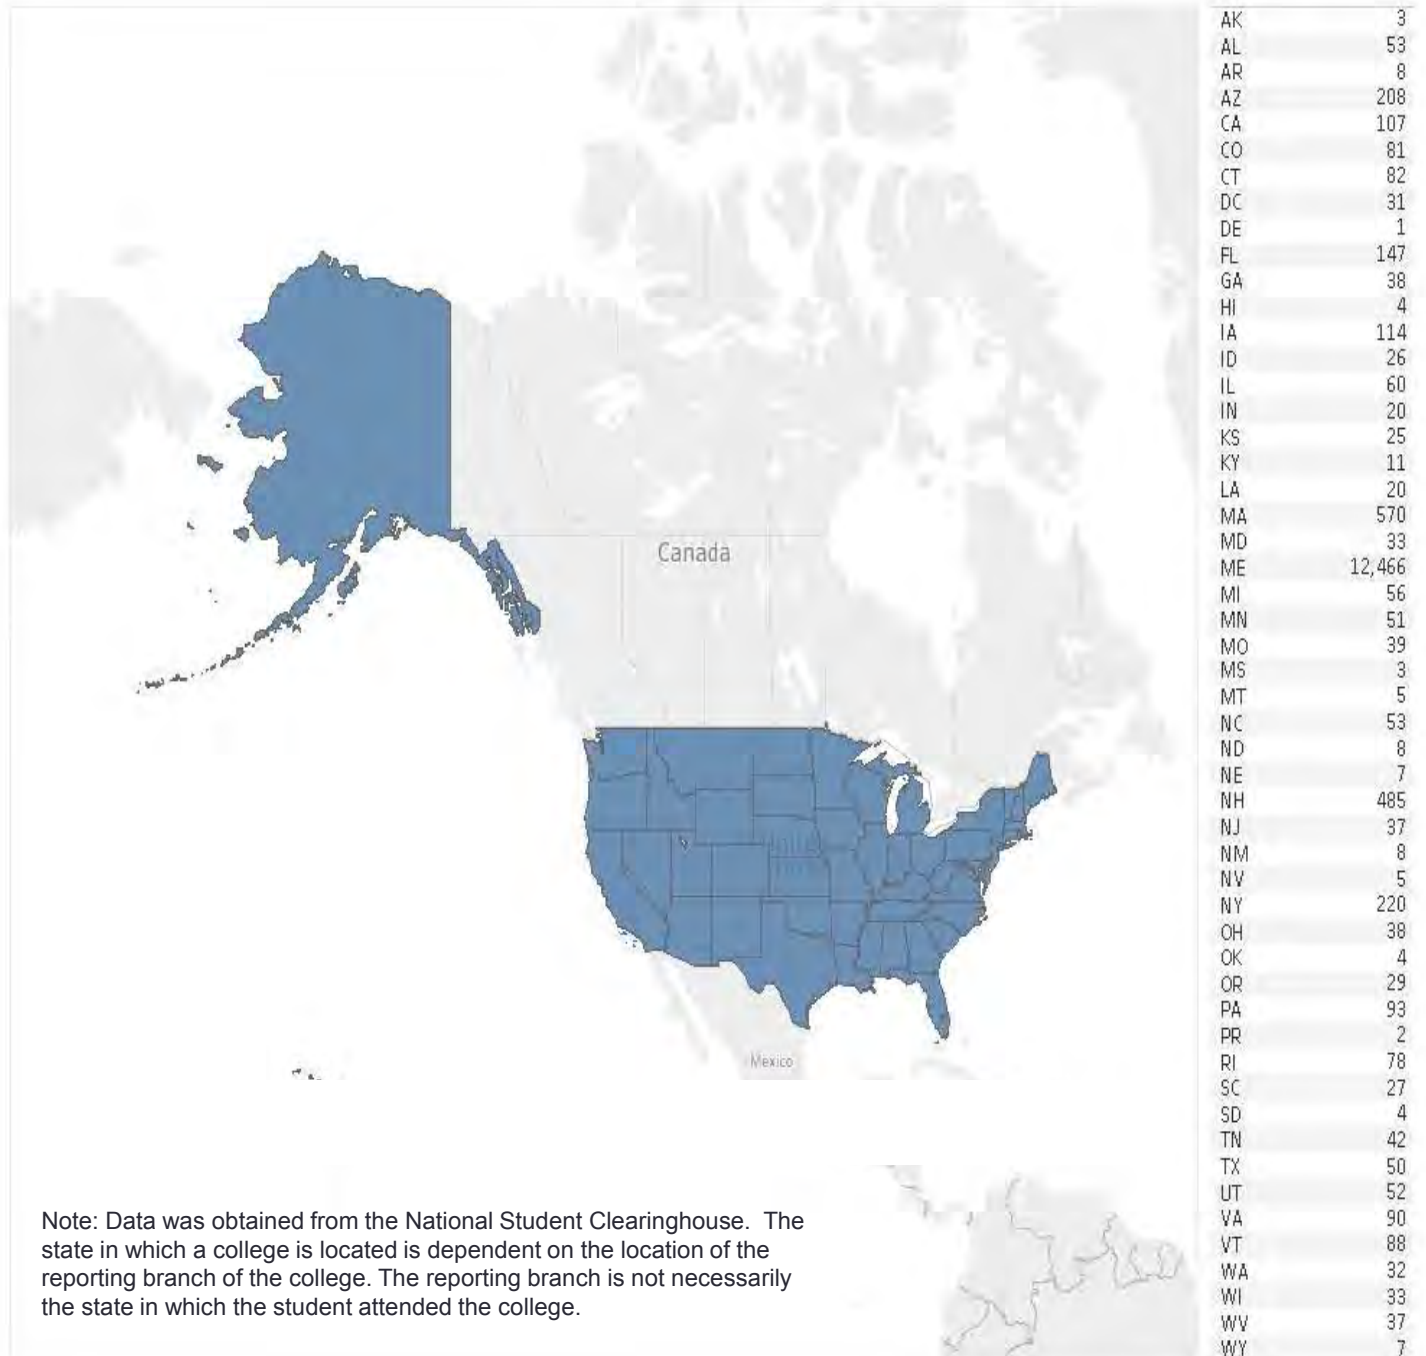 AK 3
AL 53
AR 8
AZ 208
CA 107
CO 81
CT 82
DC 31
DE 1
FL 147
GA 38
HI 4
IA 114
ID 26
IL 60
IN 20
KS 25
KY 11
LA 20
MA 570
MD 33
ME 12,466
MI 56
MN 51
MO 39
MS 3
MT 5
NC 53
ND 8
NE 7
NH 485
NJ 37
NM 8
NV 5
NY 220
OH 38
OK 4
OR 29
PA 93
PR 2
RI 78
SC 27
SD 4
TN 42
TX 50
UT 52
VA 90
VT 88
WA 32
WI 33
WV 37
WY 7
Canada
Mexico
Note: Data was obtained from the National Student Clearinghouse. The
state in which a college is located is dependent on the location of the
reporting branch of the college. The reporting branch is not necessarily
the state in which the student attended the college.